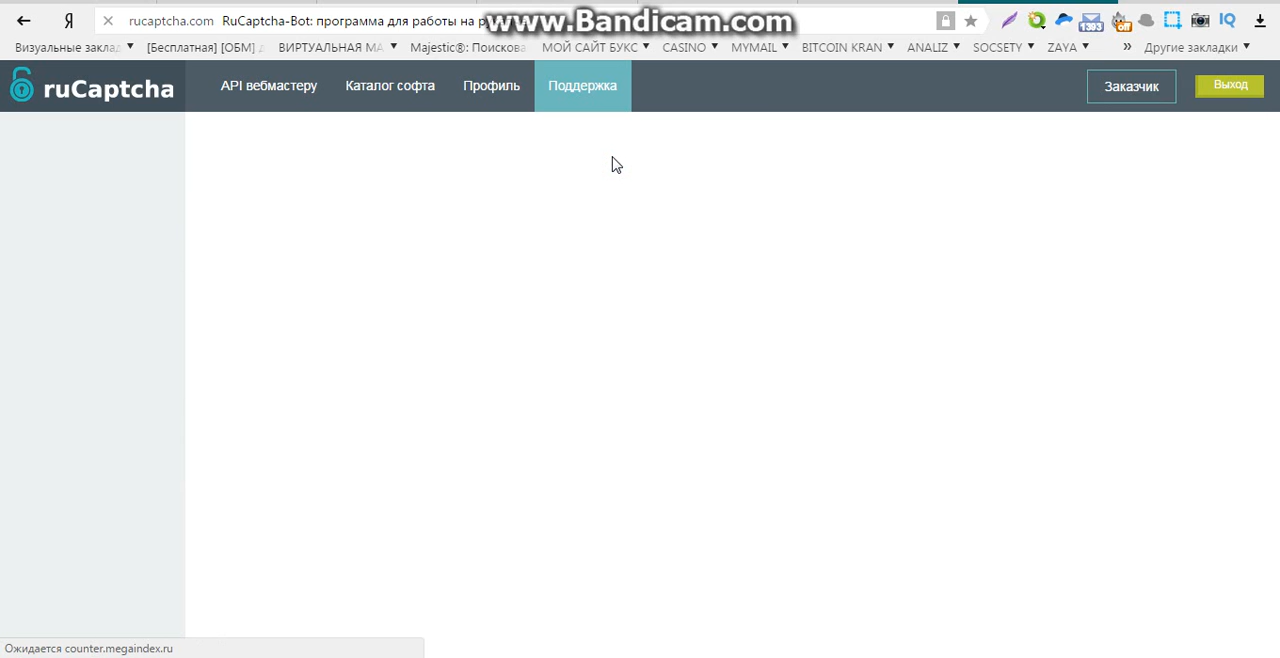 www.Bandicam.com
Я rucaptcha.com RuCaptcha-Bot: программа для работы на 1393 Off IQ
Визуальные заклад [Бесплатная] [ОБМ] ВИРТУАЛЬНАЯ МА Majestic®: Поискова МОЙ САЙТ БУКС CASINO MYMAIL BITCOIN KRAN ANALIZ SOCSETY ZAYA » Другие закладки
ruCaptcha API вебмастеру Каталог софта Профиль Поддержка Заказчик Выход
Ожидается counter.megaindex.ru